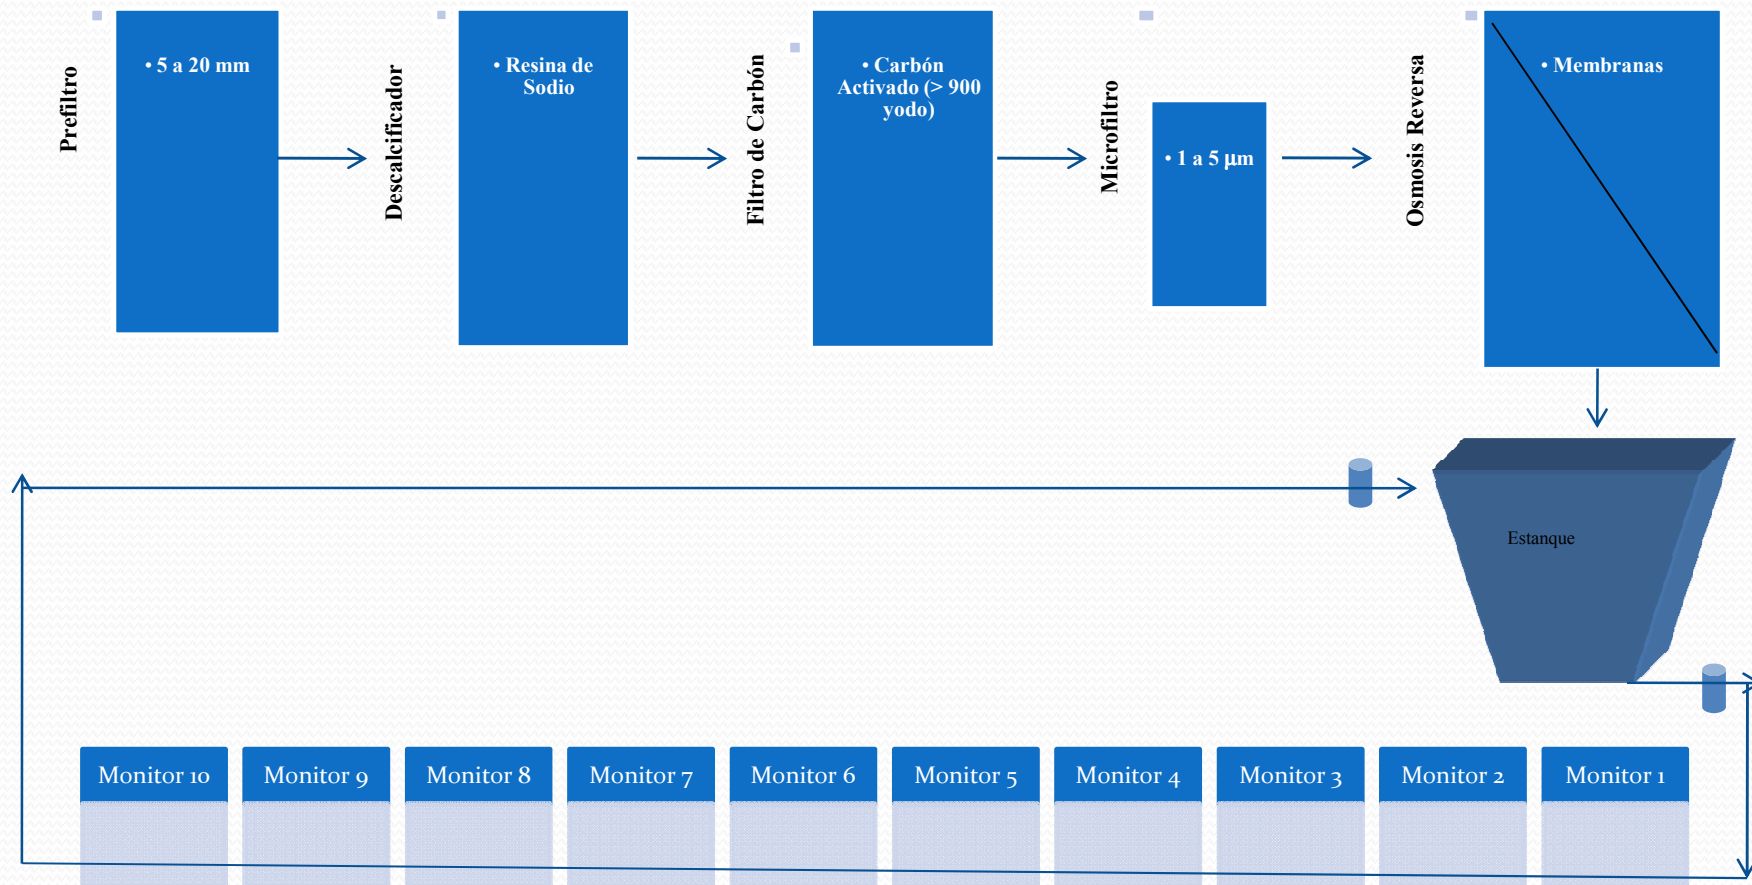 Prefiltro
• 5 a 20 mm
Descalcificador
• Resina de
Sodio
Filtro de Carbón
• Carbón
Activado (> 900
yodo)
Microfiltro
• 1 a 5 μm
Osmosis Reversa
• Membranas
Estanque
Monitor 10
Monitor 9
Monitor 8
Monitor 7
Monitor 6
Monitor 5
Monitor 4
Monitor 3
Monitor 2
Monitor 1